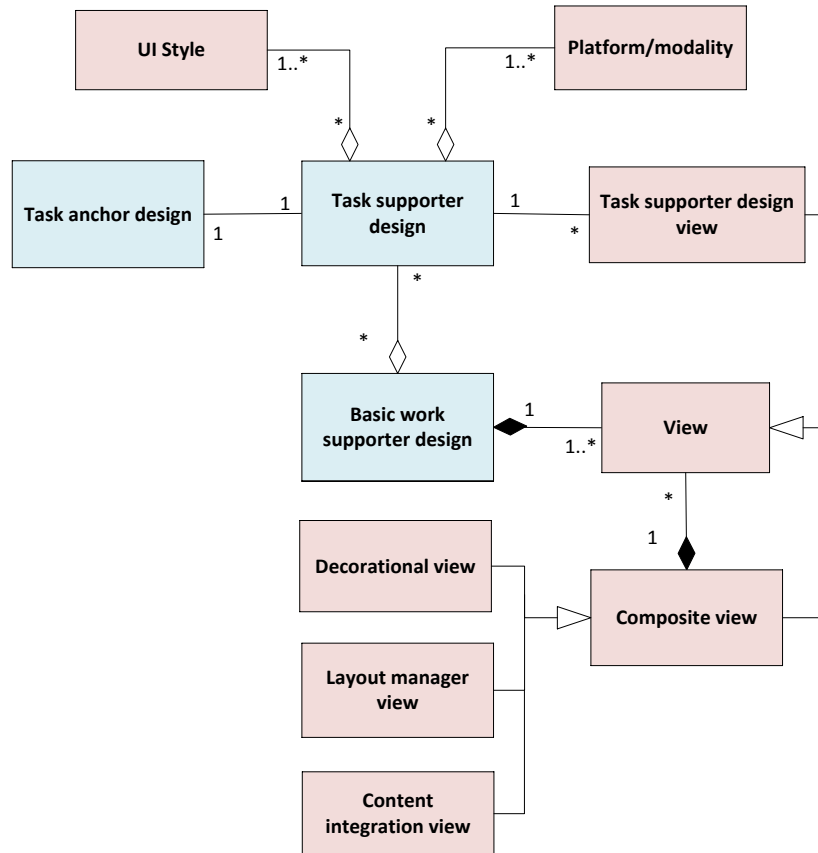 UI Style
1..*
*
Platform/modality
1..*
*
Task anchor design
1
1
Task supporter
design
1
*
Task supporter design
view
*
*
Basic work
supporter design
1
1..*
View
*
1
Decorational view
Composite view
Layout manager
view
Content
integration view